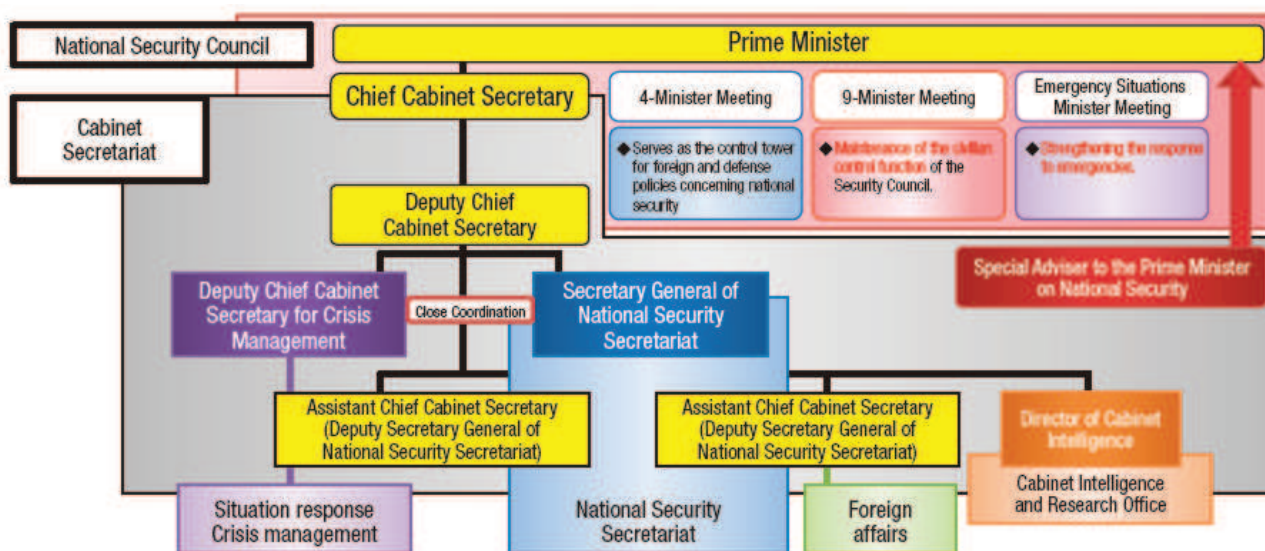 National Security Council
Prime Minister
Chief Cabinet Secretary
4-Minister Meeting
9-Minister Meeting
Emergency Situations
Minister Meeting
Cabinet
Secretariat
◆Serves as the control tower
for foreign and defense
policies concerning national
security
◆Maintenance of the civilian
control function of the
Security Council.
◆Strengthening the response
to emergencies.
Deputy Chief
Cabinet Secretary
Special Adviser to the Prime Minister
on National Security
Deputy Chief Cabinet
Secretary for Crisis
Management
Close Coordination
Secretary General of
National Security
Secretariat
Assistant Chief Cabinet Secretary
(Deputy Secretary General of
National Security Secretariat)
Assistant Chief Cabinet Secretary
(Deputy Secretary General of
National Security Secretariat)
Director of Cabinet
Intelligence
Cabinet Intelligence
and Research Office
Situation response
Crisis management
National Security
Secretariat
Foreign
affairs